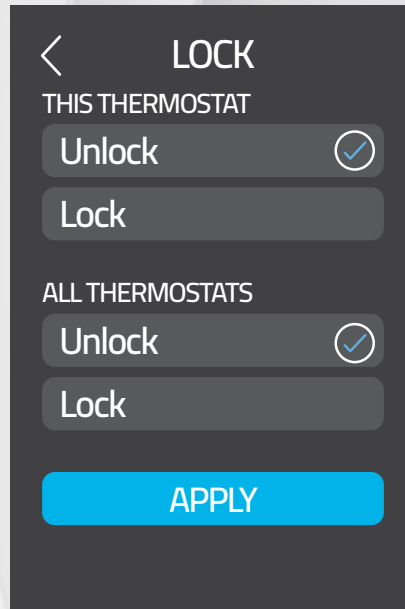 LOCK
THIS THERMOSTAT
Unlock
Lock
ALL THERMOSTATS
Unlock
Lock
APPLY